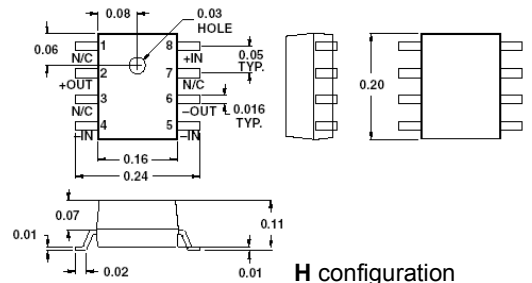 0.08
0.03
HOLE
0.06
1
8
N/C
+IN
0.05
TYP.
2
7
+OUT
N/C
3
6
N/C
–OUT
0.016
TYP.
4
5
–IN
–IN
0.16
0.24
0.20
0.07
0.11
0.01
0.02
0.01
H configuration